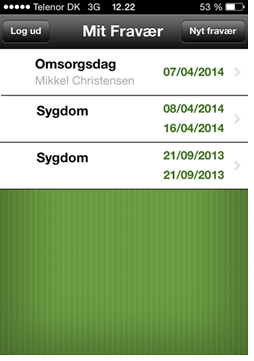 Telenor DK 3G 12.22 53 %
Log ud Mit Fravær Nyt fravær
Omsorgsdag 07/04/2014
Mikkel Christensen
Sygdom 08/04/2014
16/04/2014
Sygdom 21/09/2013
21/09/2013